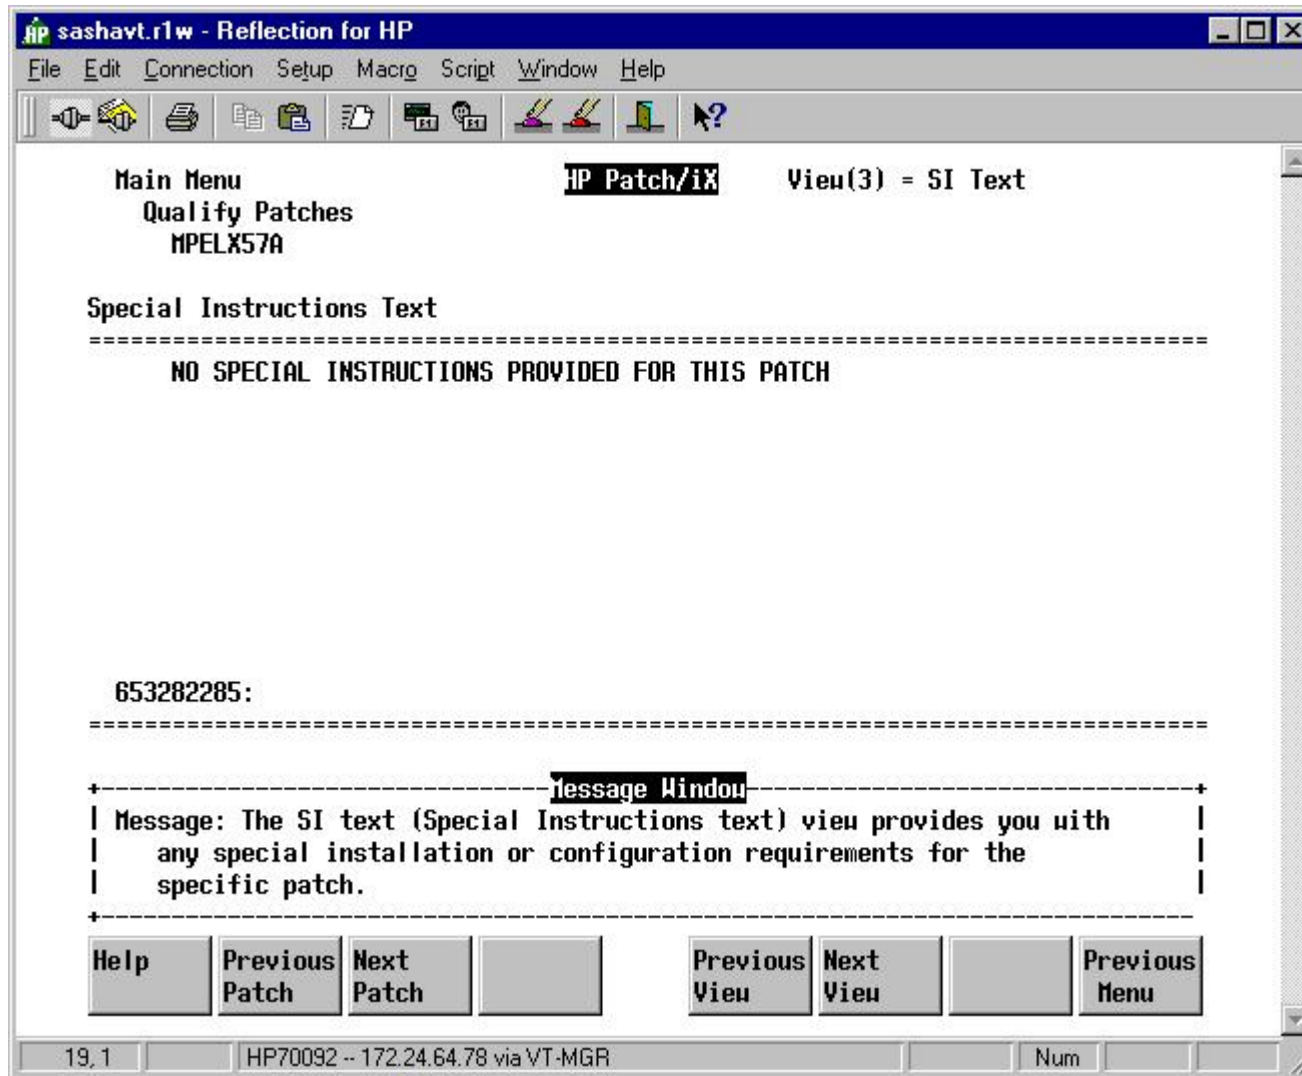 sashavt.r1w - Reflection for HP
File Edit Connection Setup Macro Script Window Help
Main Menu HP Patch/iX View(3) = SI Text
Qualify Patches
MPELX57A
Special Instructions Text
================================================================================
NO SPECIAL INSTRUCTIONS PROVIDED FOR THIS PATCH
653282285:
================================================================================
+--------------------------------Message Window--------------------------------+
| Message: The SI text (Special Instructions text) view provides you with |
| any special installation or configuration requirements for the |
| specific patch. |
+------------------------------------------------------------------------------
Help Previous Patch Next Patch Previous View Next View Previous Menu
19, 1 HP70092 -- 172.24.64.78 via VT-MGR Num